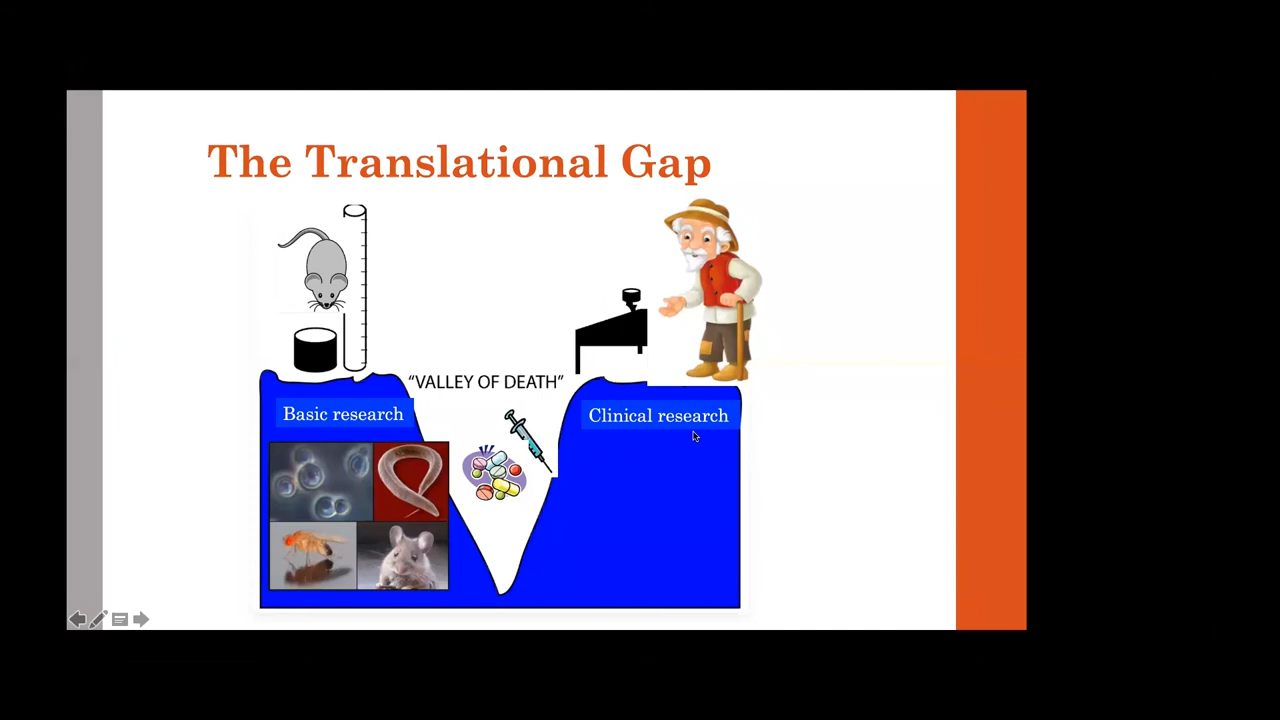 The Translational Gap
“VALLEY OF DEATH”
Basic research
Clinical research